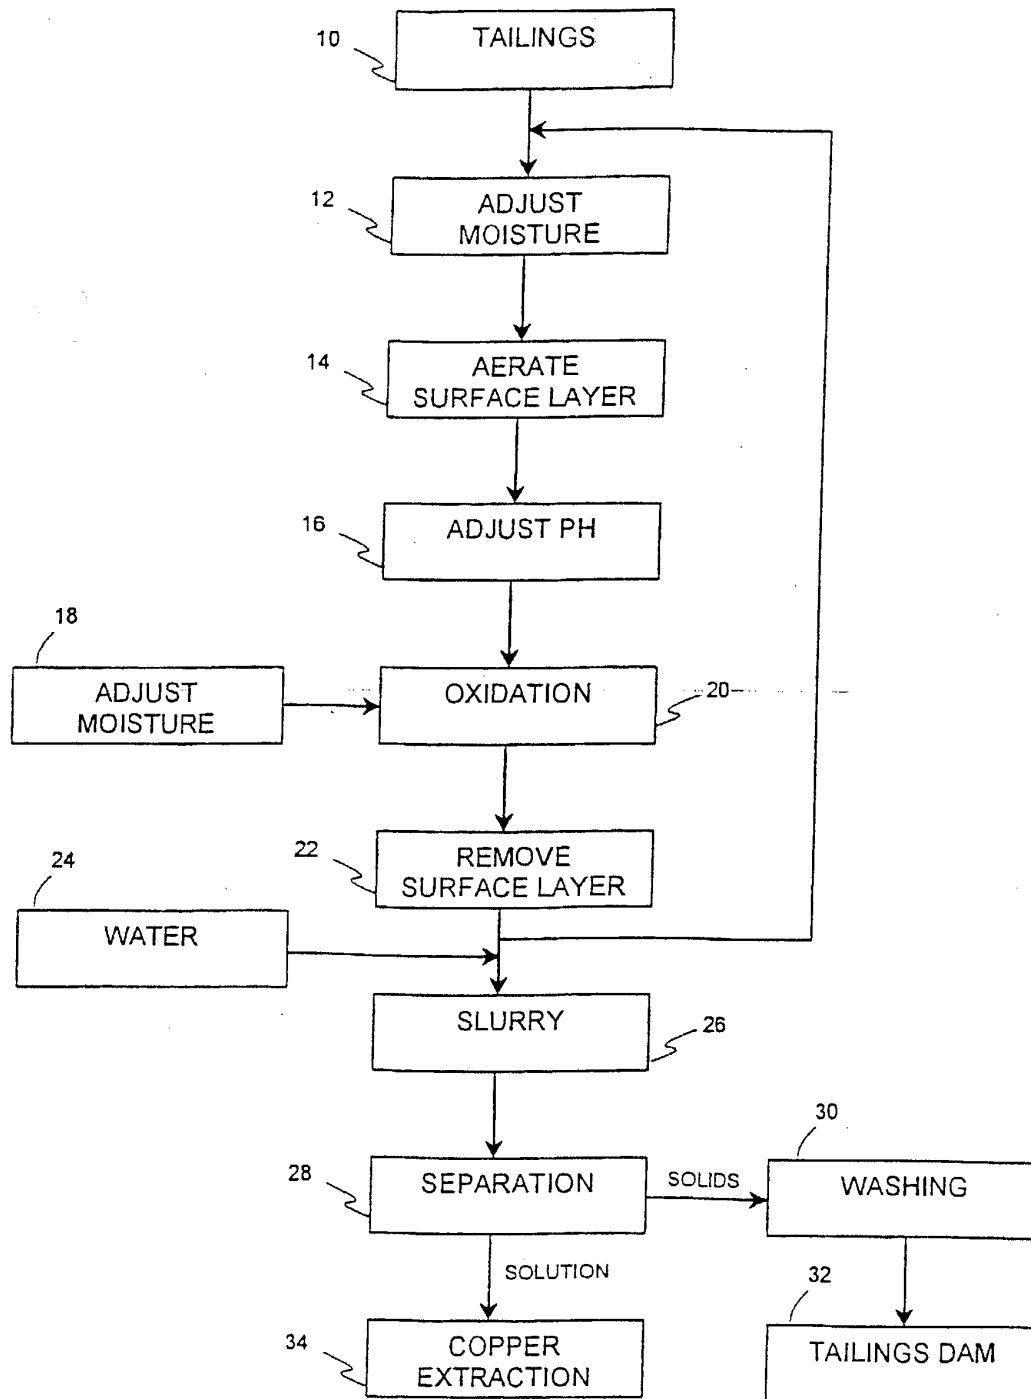 TAILINGS
10
12
ADJUST
MOISTURE
14
AERATE
SURFACE LAYER
16
ADJUST PH
18
ADJUST
MOISTURE
OXIDATION
20
22
REMOVE
SURFACE LAYER
24
WATER
SLURRY
26
28
SEPARATION
SOLIDS
30
WASHING
SOLUTION
32
TAILINGS DAM
34
COPPER
EXTRACTION